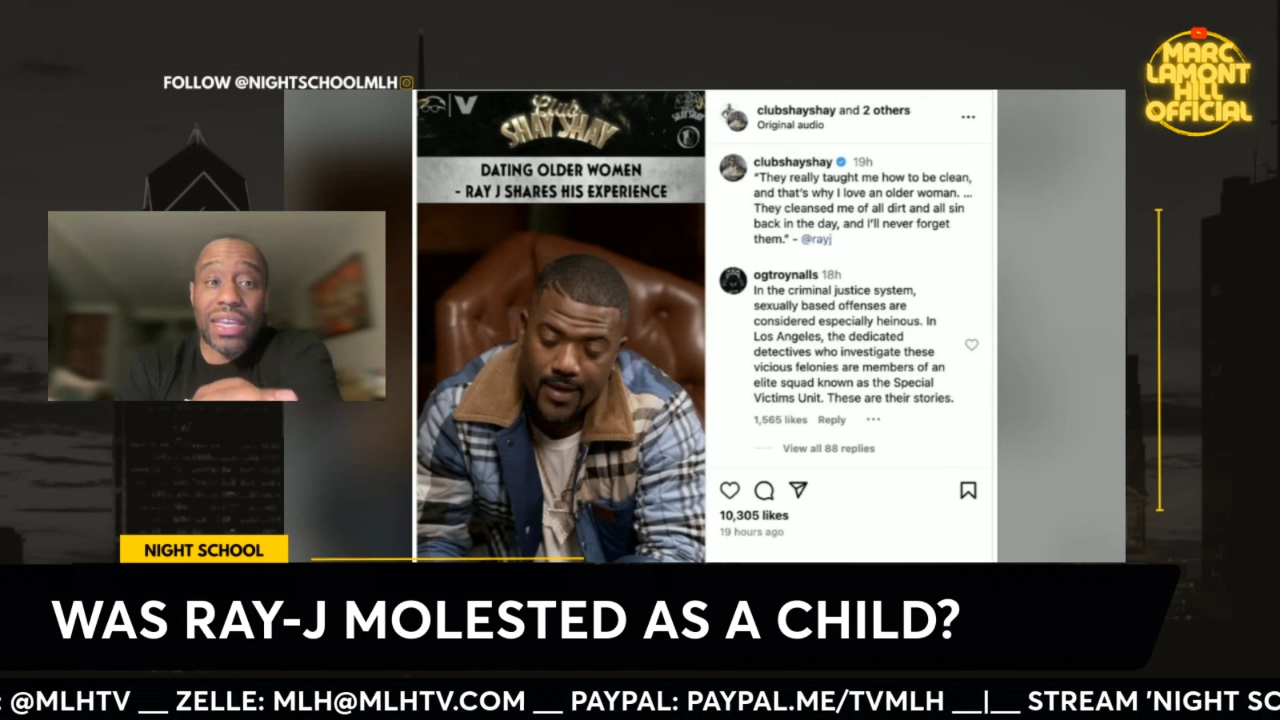 FOLLOW @NIGHTSCHOOLMLH
MARC
LAMONT
HILL
OFFICIAL
Club
SHAY SHAY
DATING OLDER WOMEN
- RAY J SHARES HIS EXPERIENCE
clubshayshay and 2 others
Original audio
clubshayshay 19h
"They really taught me how to be clean,
and that's why I love an older woman. ...
They cleansed me of all dirt and all sin
back in the day, and I'll never forget
them." - @rayj
ogtroynalls 18h
In the criminal justice system,
sexually based offenses are
considered especially heinous. In
Los Angeles, the dedicated
detectives who investigate these
vicious felonies are members of an
elite squad known as the Special
Victims Unit. These are their stories.
1,565 likes Reply
View all 88 replies
10,305 likes
19 hours ago
NIGHT SCHOOL
WAS RAY-J MOLESTED AS A CHILD?
: @MLHTV __ ZELLE: MLH@MLHTV.COM __ PAYPAL: PAYPAL.ME/TVMLH __|__ STREAM 'NIGHT SC